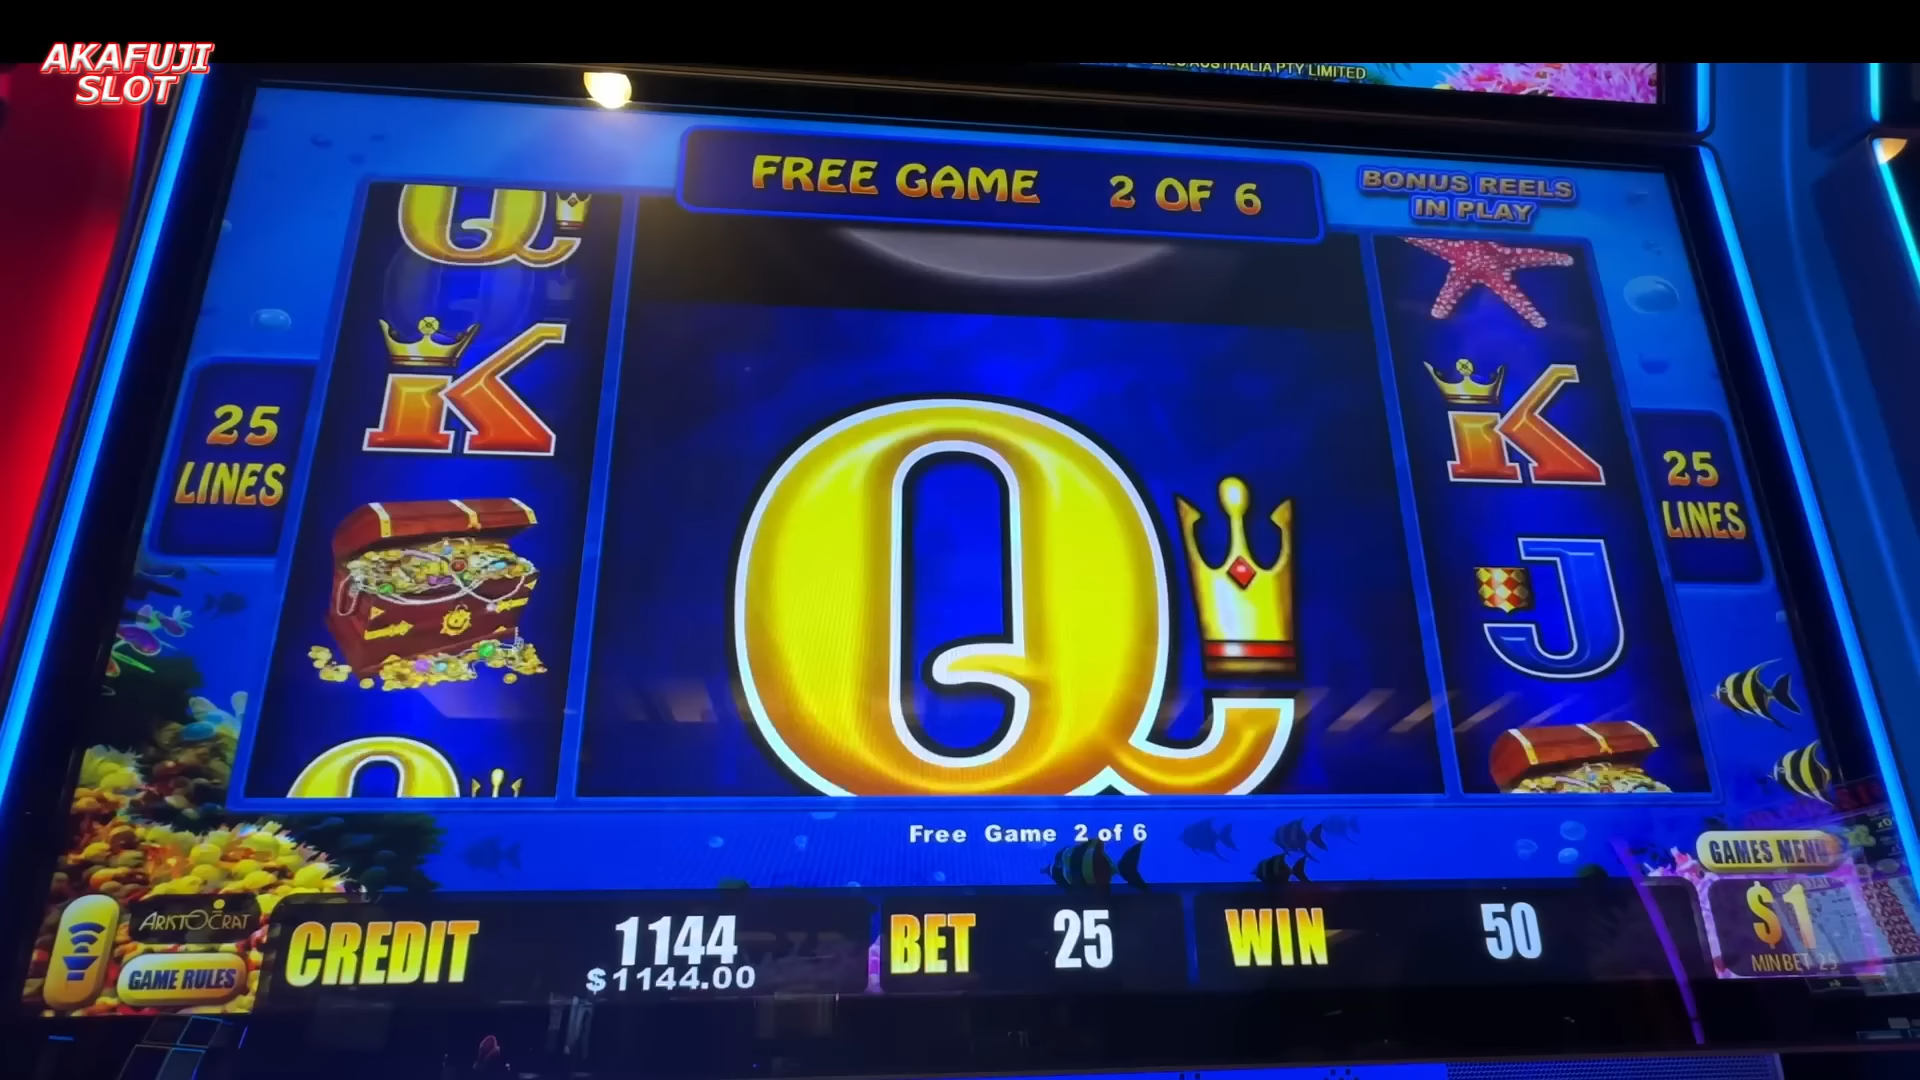 AKAFUJI
SLOT
AUSTRALIA PTY LIMITED
FREE GAME 2 OF 6
BONUS REELS
IN PLAY
Q
K
K
25
LINES
25
LINES
Q
J
Q
Free Game 2 of 6
GAMES MENU
ARISTOCRAT
GAME RULES
CREDIT 1144
$1144.00
BET 25
WIN 50
$1
MIN BET 25